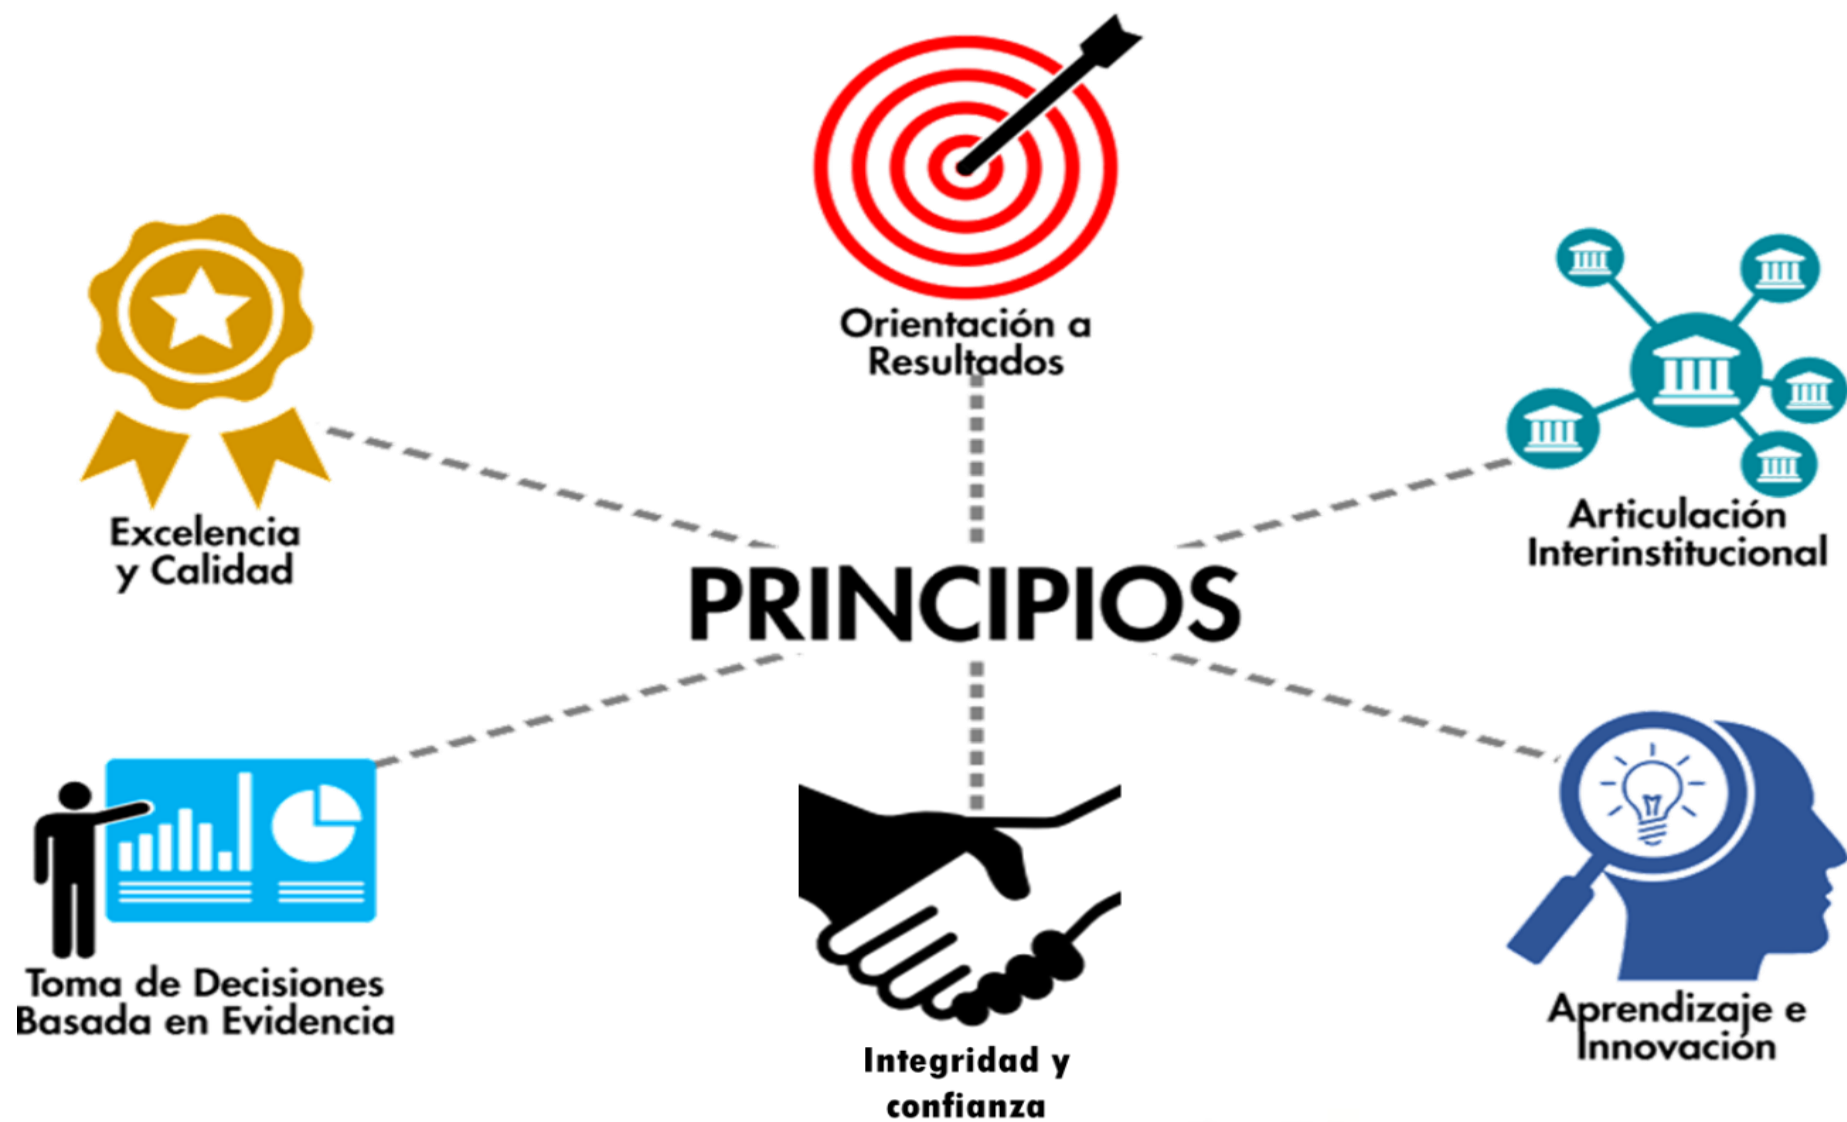 Orientación a
Resultados
Excelencia
y Calidad
Articulación
Interinstitucional
PRINCIPIOS
Toma de Decisiones
Basada en Evidencia
Integridad y
confianza
Aprendizaje e
Innovación